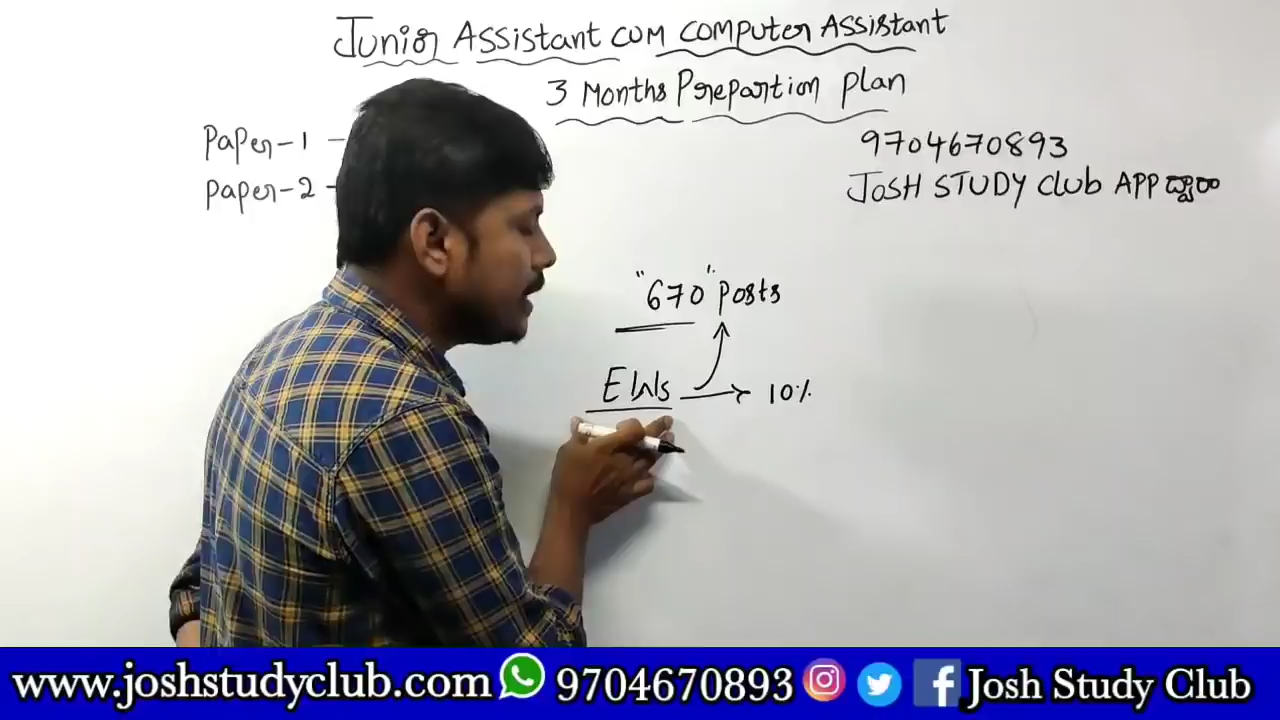 Junior Assistant cum computer Assistant
3 Months Prepartion plan
Paper-1 -
Paper-2 -
9704670893
JOSH STUDY Club APP ద్వారా
"670" posts
EWS → 10%
www.joshstudyclub.com 9704670893 Josh Study Club